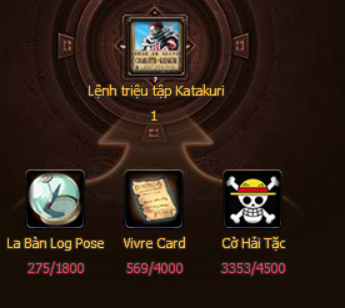 Lệnh triệu tập Katakuri
1
La Bàn Log Pose Vivre Card Cờ Hải Tặc
275/1800 569/4000 3353/4500